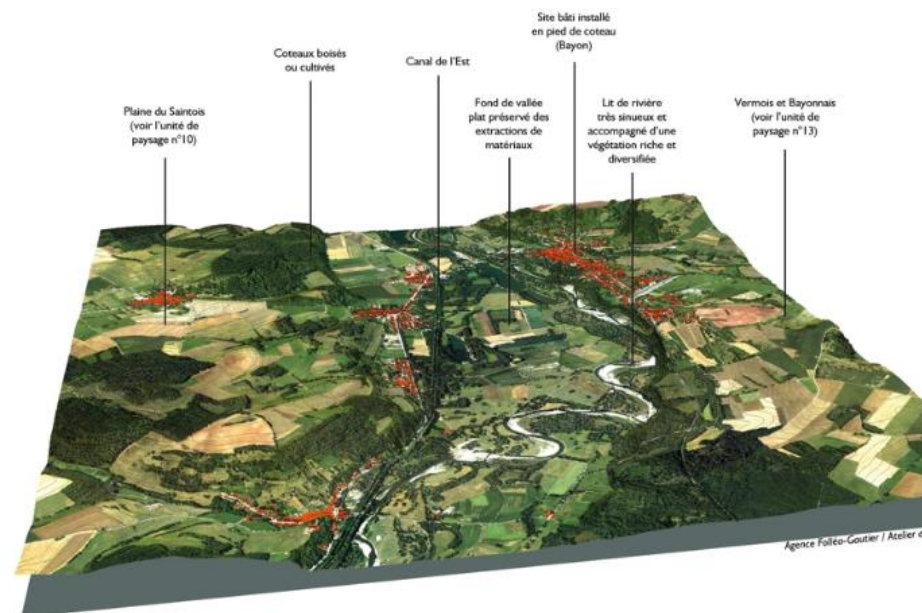 Site bâti installé
en pied de coteau
(Bayon)
Coteaux boisés
ou cultivés
Canal de l'Est
Plaine du Saintois
(voir l'unité de
paysage n°10)
Fond de vallée
plat préservé des
extractions de
matériaux
Lit de rivière
très sinueux et
accompagné d'une
végétation riche et
diversifiée
Vermois et Bayonnais
(voir l'unité de
paysage n°13)
Agence Folléo-Goutier / Atelier d